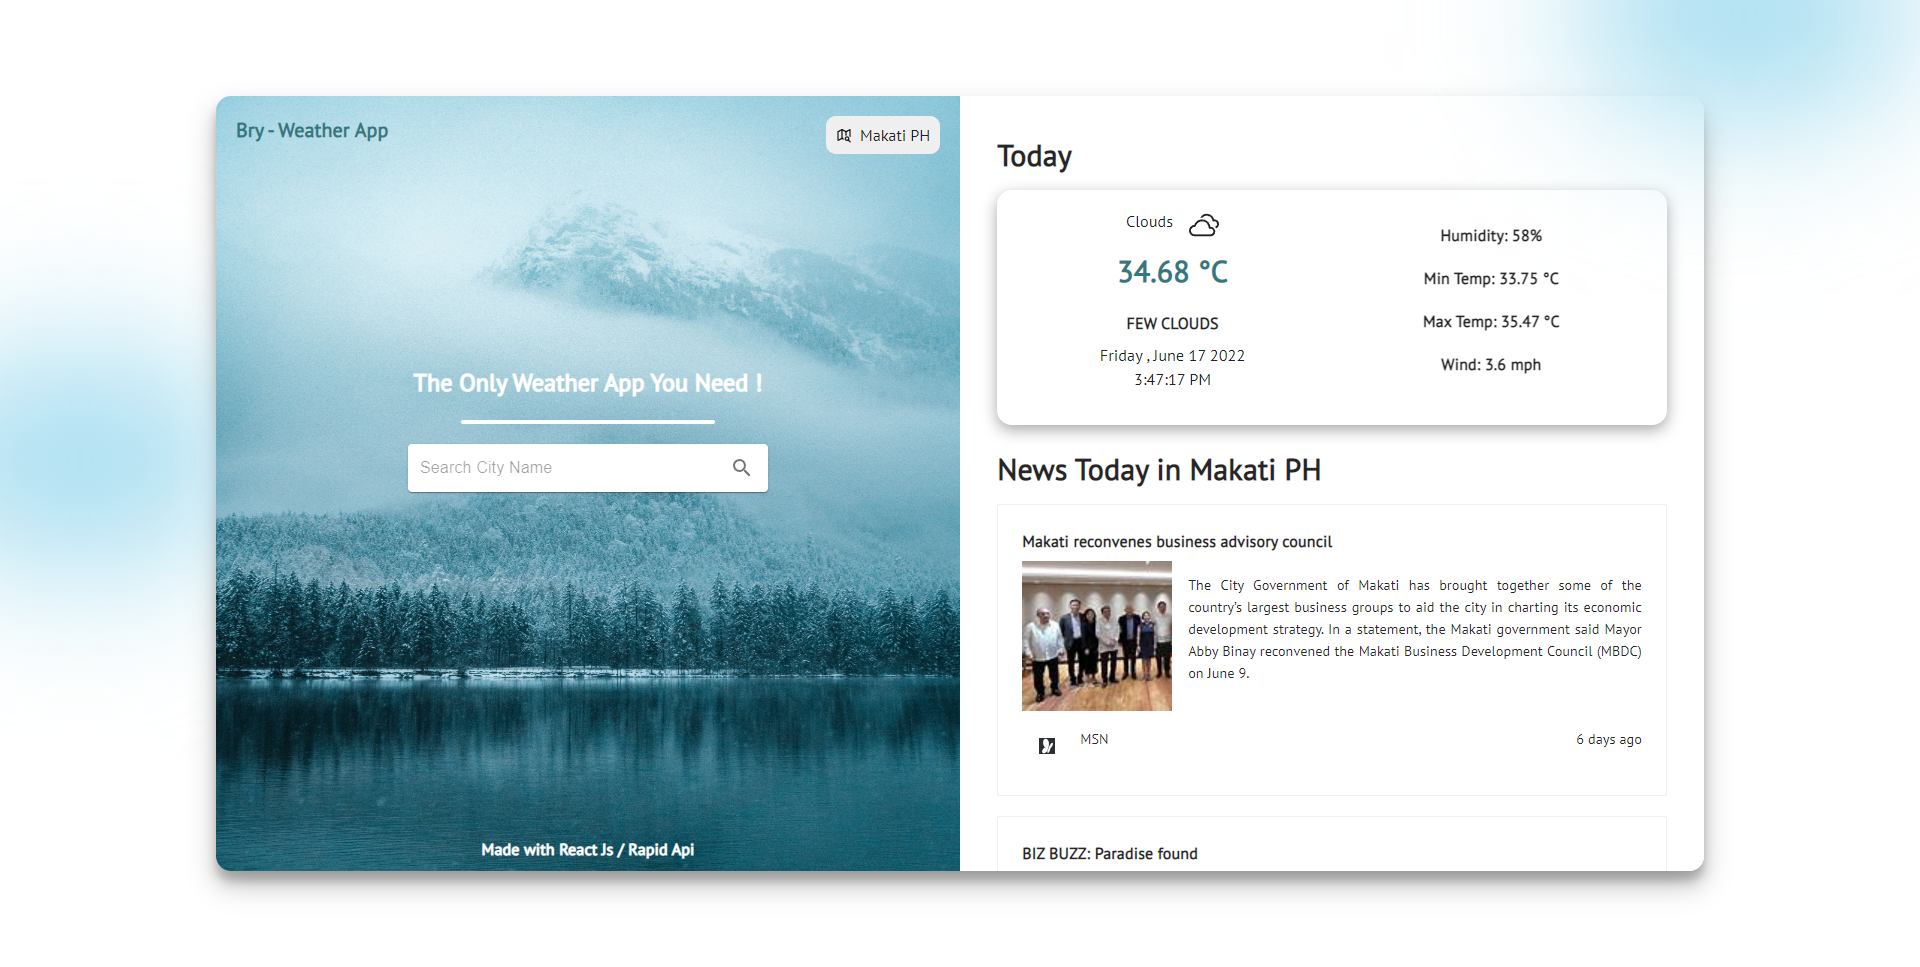 Bry - Weather App
Makati PH
The Only Weather App You Need !
Search City Name
Made with React Js / Rapid Api
Today
Clouds
34.68 °C
FEW CLOUDS
Friday , June 17 2022
3:47:17 PM
Humidity: 58%
Min Temp: 33.75 °C
Max Temp: 35.47 °C
Wind: 3.6 mph
News Today in Makati PH
Makati reconvenes business advisory council
The City Government of Makati has brought together some of the
country’s largest business groups to aid the city in charting its economic
development strategy. In a statement, the Makati government said Mayor
Abby Binay reconvened the Makati Business Development Council (MBDC)
on June 9.
MSN
6 days ago
BIZ BUZZ: Paradise found